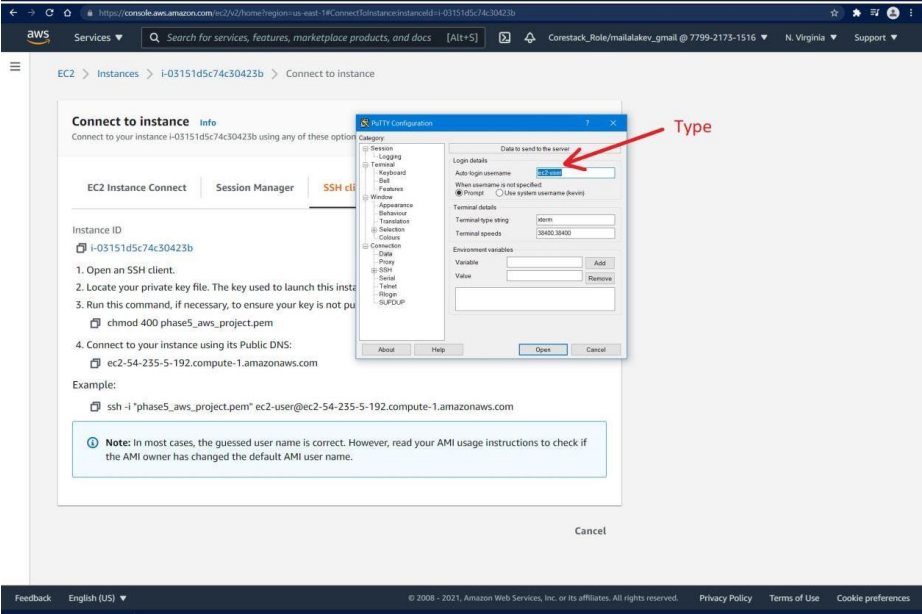 https://console.aws.amazon.com/ec2/v2/home?region=us-east-1#ConnectToInstance:instanceId=i-03151d5c74c30423b
aws
Services ▼
Search for services, features, marketplace products, and docs [Alt+S]
Corestack_Role/mailalakev_gmail @ 7799-2173-1516 ▼
N. Virginia ▼
Support ▼
EC2 > Instances > i-03151d5c74c30423b > Connect to instance
Connect to instance Info
Connect to your instance i-03151d5c74c30423b using any of these option
EC2 Instance Connect
Session Manager
SSH cli
Instance ID
i-03151d5c74c30423b
1. Open an SSH client.
2. Locate your private key file. The key used to launch this insta
3. Run this command, if necessary, to ensure your key is not pu
chmod 400 phase5_aws_project.pem
4. Connect to your instance using its Public DNS:
ec2-54-235-5-192.compute-1.amazonaws.com
Example:
ssh -i "phase5_aws_project.pem" ec2-user@ec2-54-235-5-192.compute-1.amazonaws.com
Note: In most cases, the guessed user name is correct. However, read your AMI usage instructions to check if
the AMI owner has changed the default AMI user name.
Cancel
PuTTY Configuration
? ×
Category:
Session
Logging
Terminal
Keyboard
Bell
Features
Window
Appearance
Behaviour
Translation
Selection
Colours
Connection
Data
Proxy
SSH
Serial
Telnet
Rlogin
SUPDUP
Data to send to the server
Login details
Auto-login username
ec2-user
When username is not specified:
Prompt
Use system username (kevin)
Terminal details
Terminal-type string
xterm
Terminal speeds
38400,38400
Environment variables
Variable
Add
Value
Remove
About
Help
Open
Cancel
Type
Feedback
English (US) ▼
© 2008 - 2021, Amazon Web Services, Inc. or its affiliates. All rights reserved.
Privacy Policy
Terms of Use
Cookie preferences